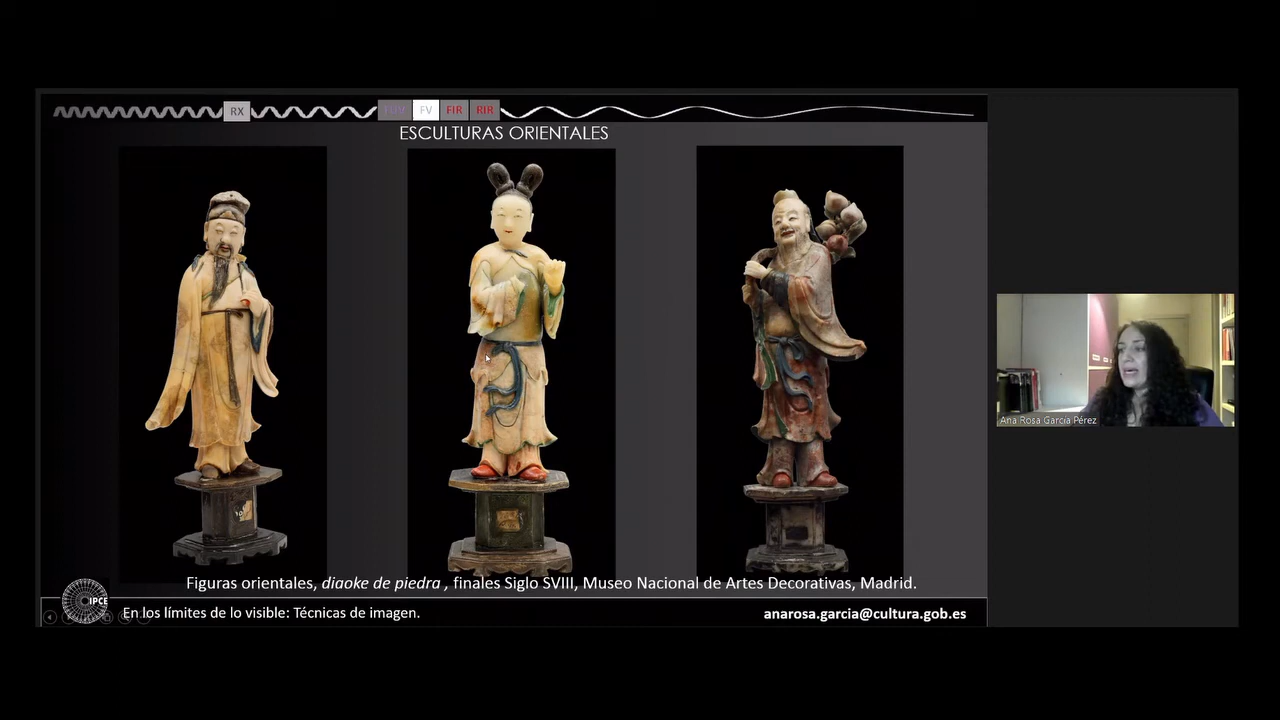 RX
FV
FIR
RIR
ESCULTURAS ORIENTALES
Ana Rosa García Pérez
Figuras orientales, diaoke de piedra , finales Siglo SVIII, Museo Nacional de Artes Decorativas, Madrid.
IPCE
En los límites de lo visible: Técnicas de imagen.
anarosa.garcia@cultura.gob.es